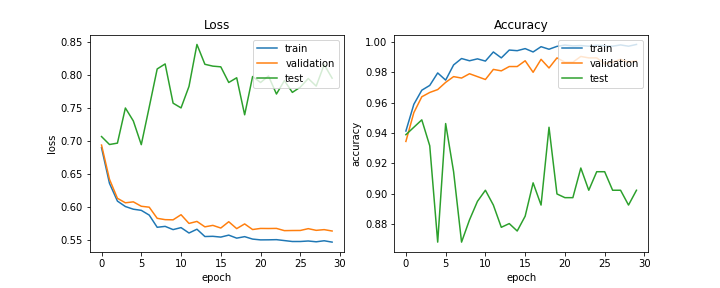 Loss
0.85
0.80
0.75
0.70
0.65
0.60
0.55
loss
train
validation
test
0 5 10 15 20 25 30
epoch
Accuracy
1.00
0.98
0.96
0.94
0.92
0.90
0.88
accuracy
train
validation
test
0 5 10 15 20 25 30
epoch